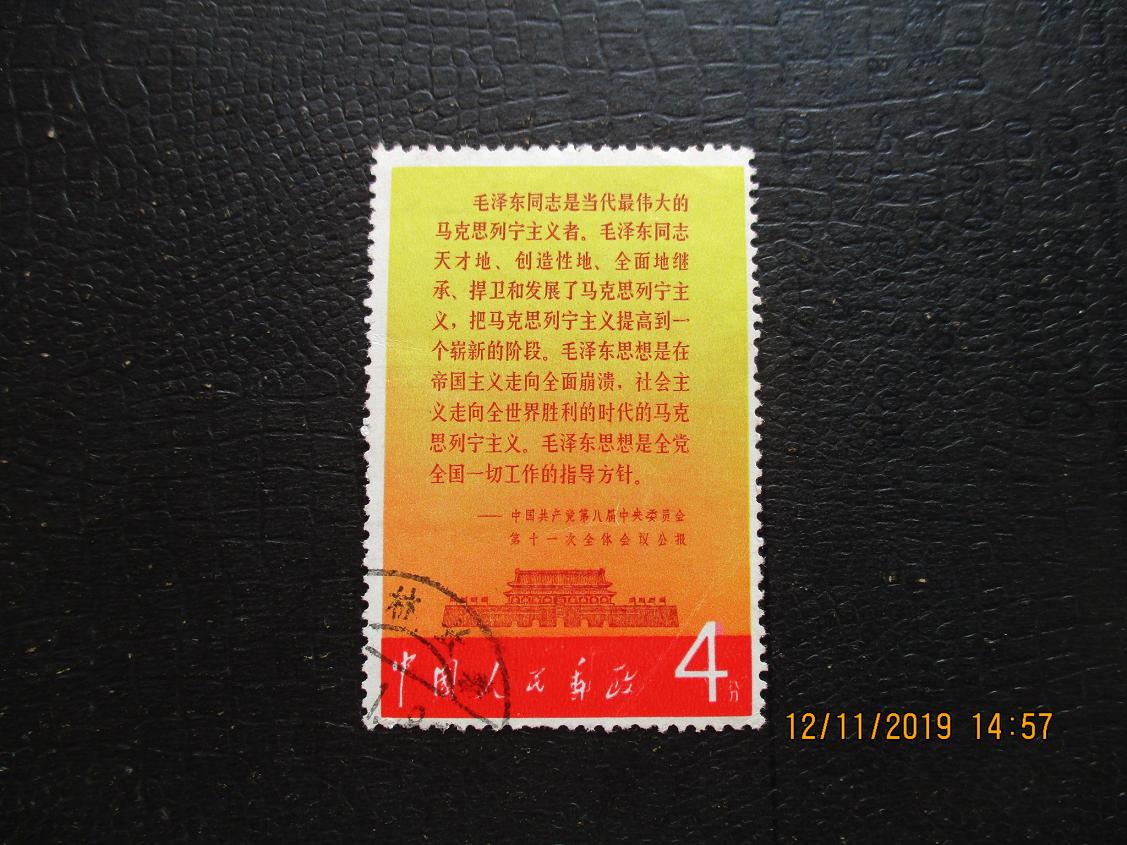 毛泽东同志是当代最伟大的
马克思列宁主义者。毛泽东同志
天才地、创造性地、全面地继
承、捍卫和发展了马克思列宁主
义，把马克思列宁主义提高到一
个崭新的阶段。毛泽东思想是在
帝国主义走向全面崩溃，社会主
义走向全世界胜利的时代的马克
思列宁主义。毛泽东思想是全党
全国一切工作的指导方针。
——中国共产党第八届中央委员会
第十一次全体会议公报
中国人民邮政
4分
12/11/2019 14:57